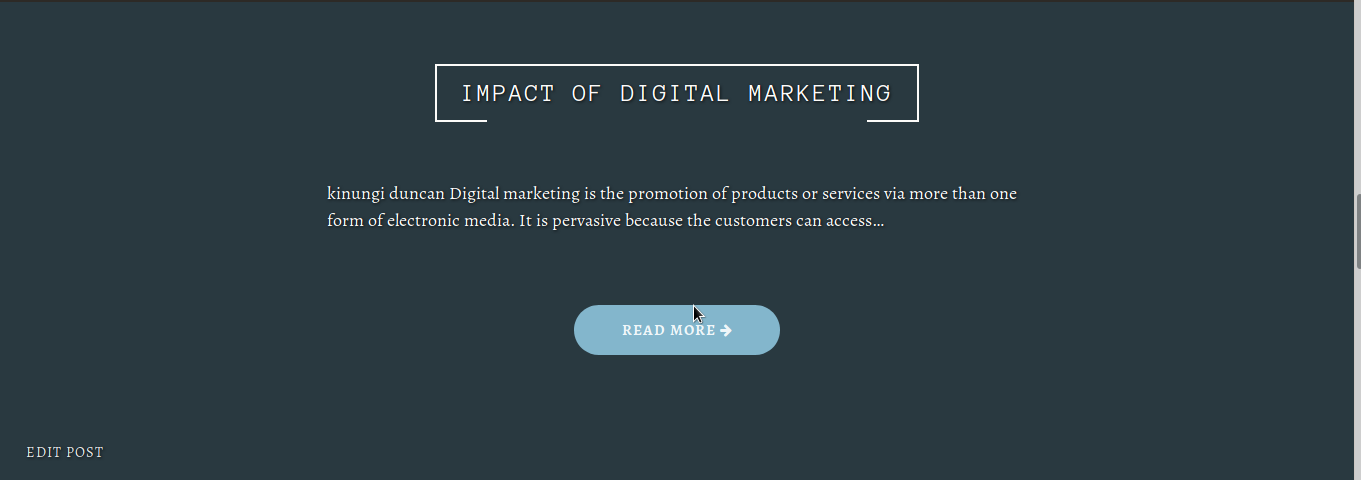 IMPACT OF DIGITAL MARKETING
kinungi duncan Digital marketing is the promotion of products or services via more than one
form of electronic media. It is pervasive because the customers can access...
READ MORE
EDIT POST